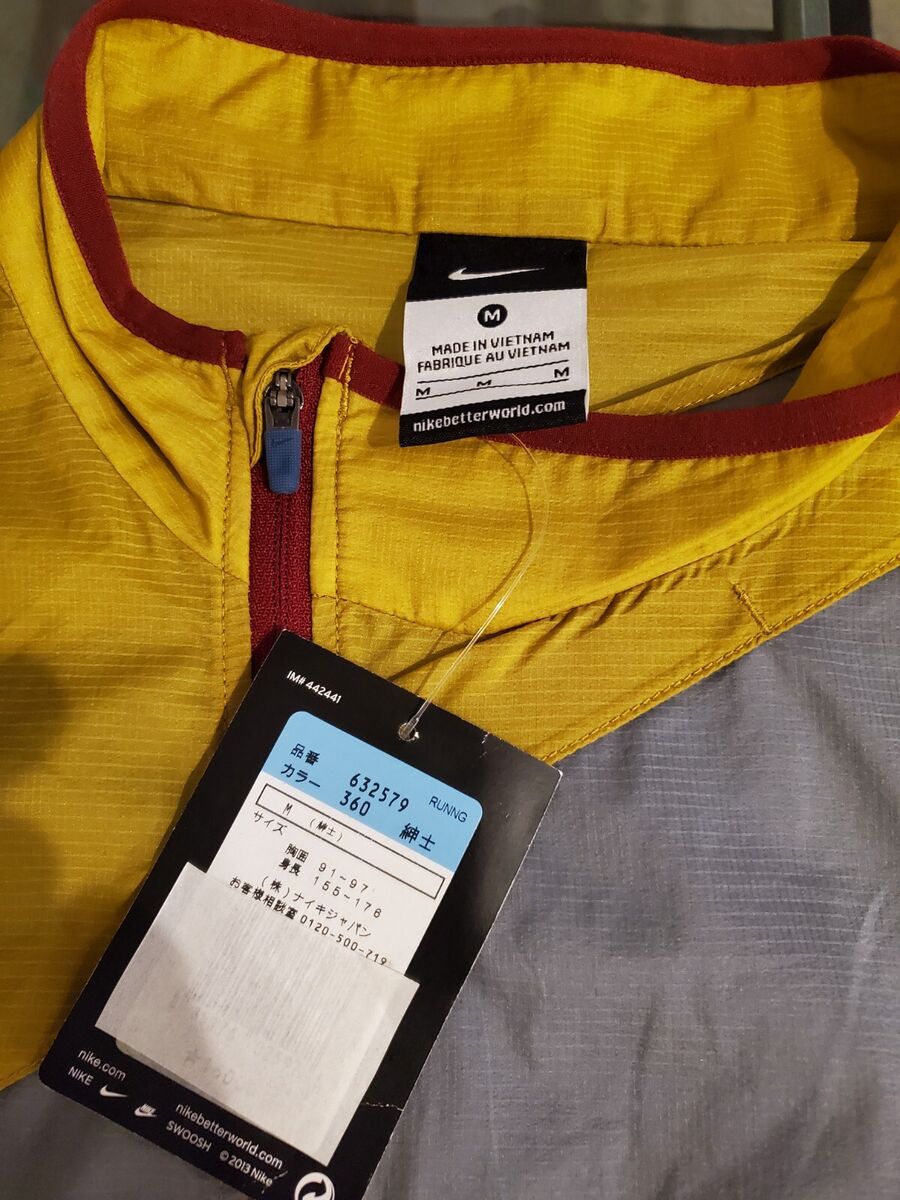 M
MADE IN VIETNAM
FABRIQUE AU VIETNAM
M M M
nikebetterworld.com
IM# 442441
品番 632579 RUNNG
カラー 360 紳士
M (紳士)
サイズ
胸囲 91~97
身長 155~176
(株)ナイキジャパン
お客様相談室 0120-500-719
nike.com
NIKE
NIKE
nikebetterworld.com
SWOOSH © 2013 Nike